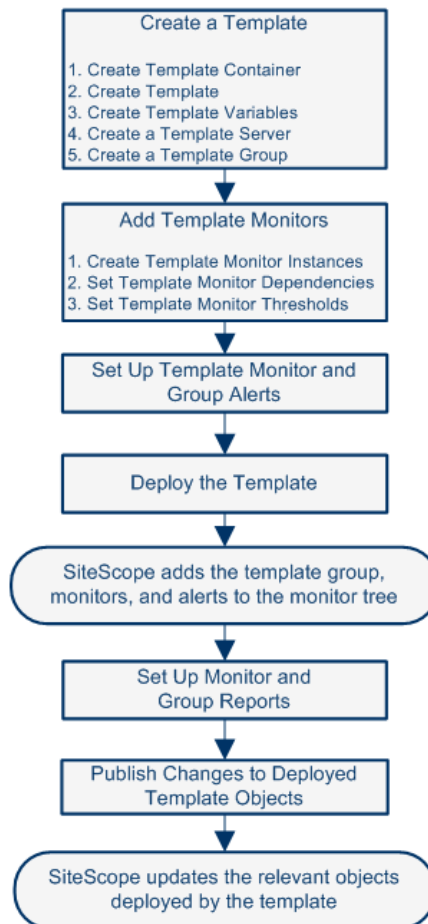 Create a Template
1. Create Template Container
2. Create Template
3. Create Template Variables
4. Create a Template Server
5. Create a Template Group
Add Template Monitors
1. Create Template Monitor Instances
2. Set Template Monitor Dependencies
3. Set Template Monitor Thresholds
Set Up Template Monitor and
Group Alerts
Deploy the Template
SiteScope adds the template group,
monitors, and alerts to the monitor tree
Set Up Monitor and
Group Reports
Publish Changes to Deployed
Template Objects
SiteScope updates the relevant objects
deployed by the template